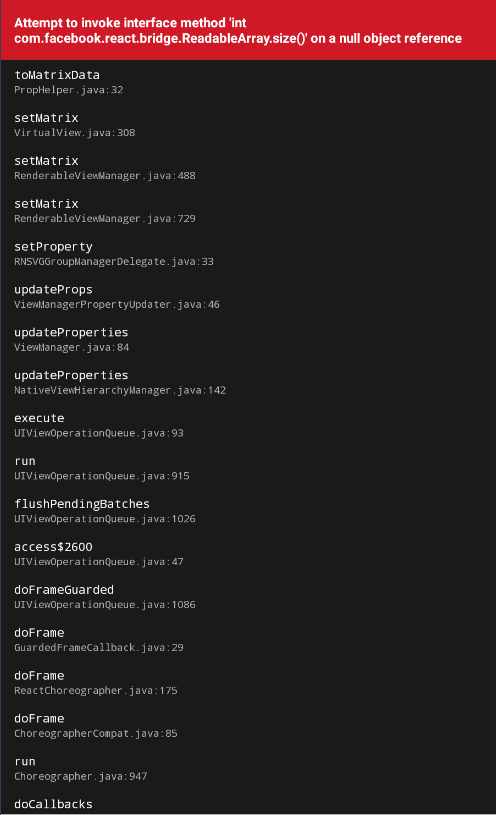 Attempt to invoke interface method 'int
com.facebook.react.bridge.ReadableArray.size()' on a null object reference
toMatrixData
PropHelper.java:32
setMatrix
VirtualView.java:308
setMatrix
RenderableViewManager.java:488
setMatrix
RenderableViewManager.java:729
setProperty
RNSVGGroupManagerDelegate.java:33
updateProps
ViewManagerPropertyUpdater.java:46
updateProperties
ViewManager.java:84
updateProperties
NativeViewHierarchyManager.java:142
execute
UIViewOperationQueue.java:93
run
UIViewOperationQueue.java:915
flushPendingBatches
UIViewOperationQueue.java:1026
access$2600
UIViewOperationQueue.java:47
doFrameGuarded
UIViewOperationQueue.java:1086
doFrame
GuardedFrameCallback.java:29
doFrame
ReactChoreographer.java:175
doFrame
ChoreographerCompat.java:85
run
Choreographer.java:947
doCallbacks